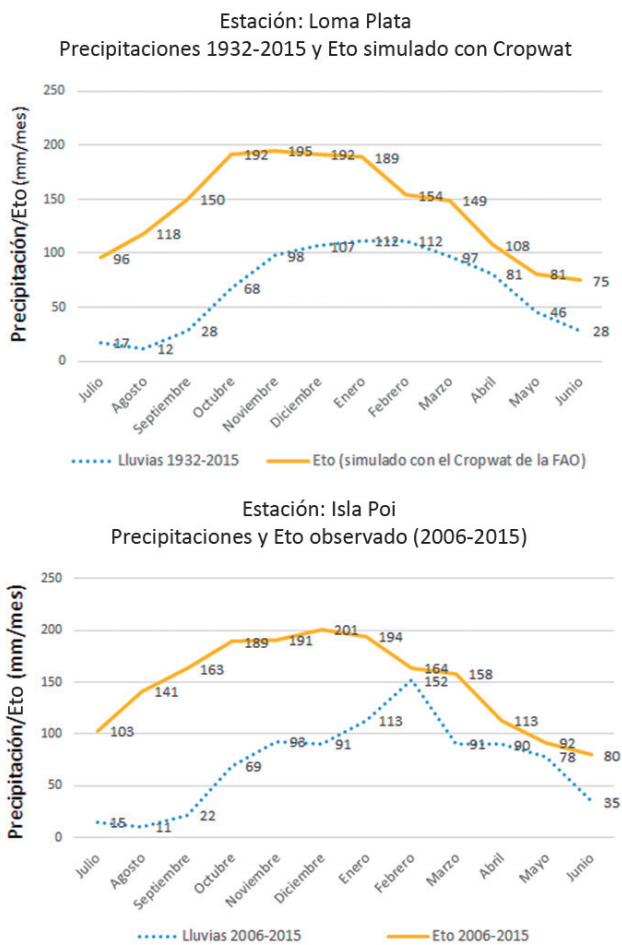 Estación: Loma Plata
Precipitaciones 1932-2015 y Eto simulado con Cropwat
Precipitación/Eto (mm/mes)
250
200
150
100
50
0
96
118
150
192
195
192
189
154
149
108
81
75
17
12
28
68
98
107
112
112
97
81
46
28
Julio
Agosto
Septiembre
Octubre
Noviembre
Diciembre
Enero
Febrero
Marzo
Abril
Mayo
Junio
Lluvias 1932-2015 Eto (simulado con el Cropwat de la FAO)
Estación: Isla Poi
Precipitaciones y Eto observado (2006-2015)
Precipitación/Eto (mm/mes)
250
200
150
100
50
0
103
141
163
189
191
201
194
164
158
113
92
80
15
11
22
69
93
91
113
152
91
90
78
35
Julio
Agosto
Septiembre
Octubre
Noviembre
Diciembre
Enero
Febrero
Marzo
Abril
Mayo
Junio
Lluvias 2006-2015 Eto 2006-2015